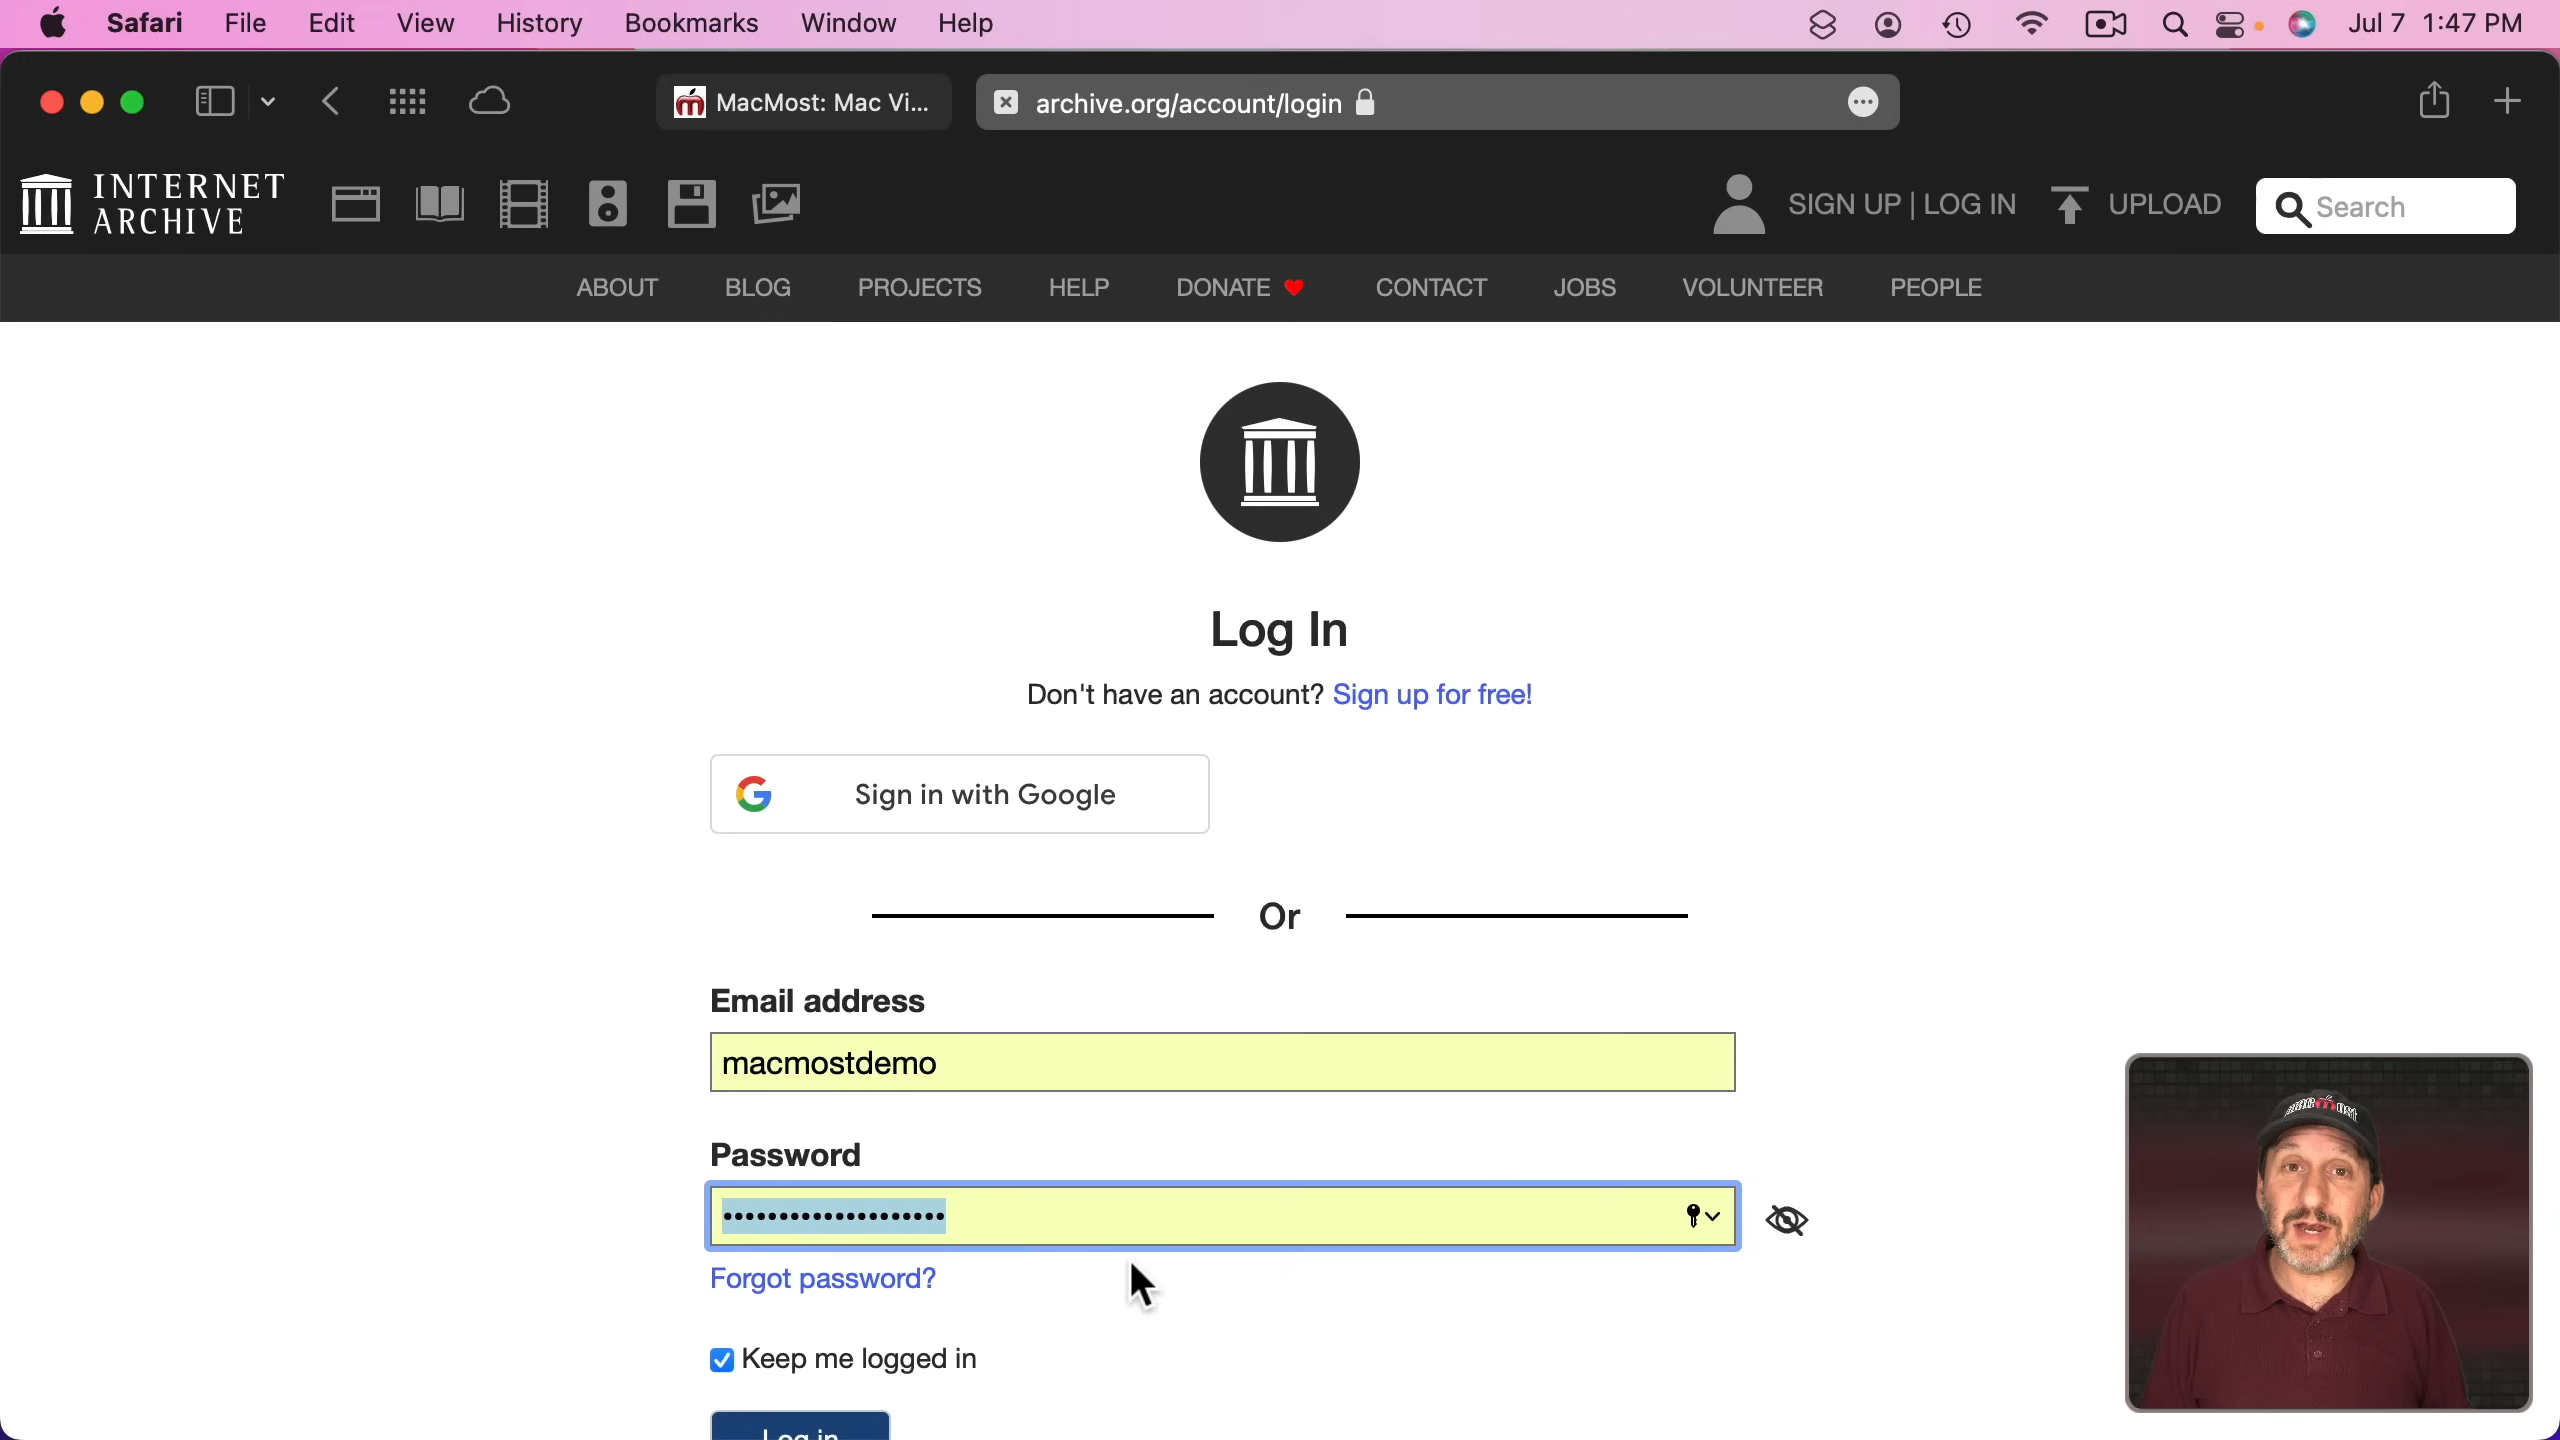 Safari File Edit View History Bookmarks Window Help Jul 7 1:47 PM
MacMost: Mac Vi... archive.org/account/login
INTERNET
ARCHIVE
SIGN UP | LOG IN UPLOAD Search
ABOUT BLOG PROJECTS HELP DONATE CONTACT JOBS VOLUNTEER PEOPLE
Log In
Don't have an account? Sign up for free!
Sign in with Google
Or
Email address
macmostdemo
Password
••••••••••••••••••••
Forgot password?
Keep me logged in
Log in
macmost